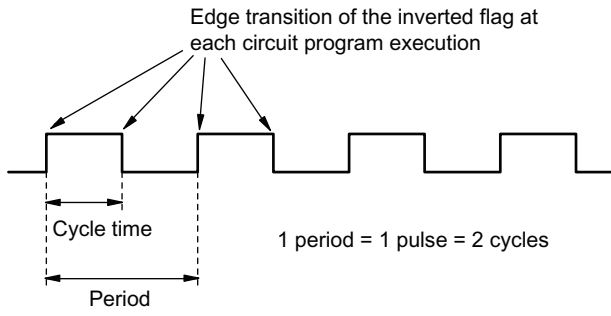 Edge transition of the inverted flag at
each circuit program execution
Cycle time
1 period = 1 pulse = 2 cycles
Period